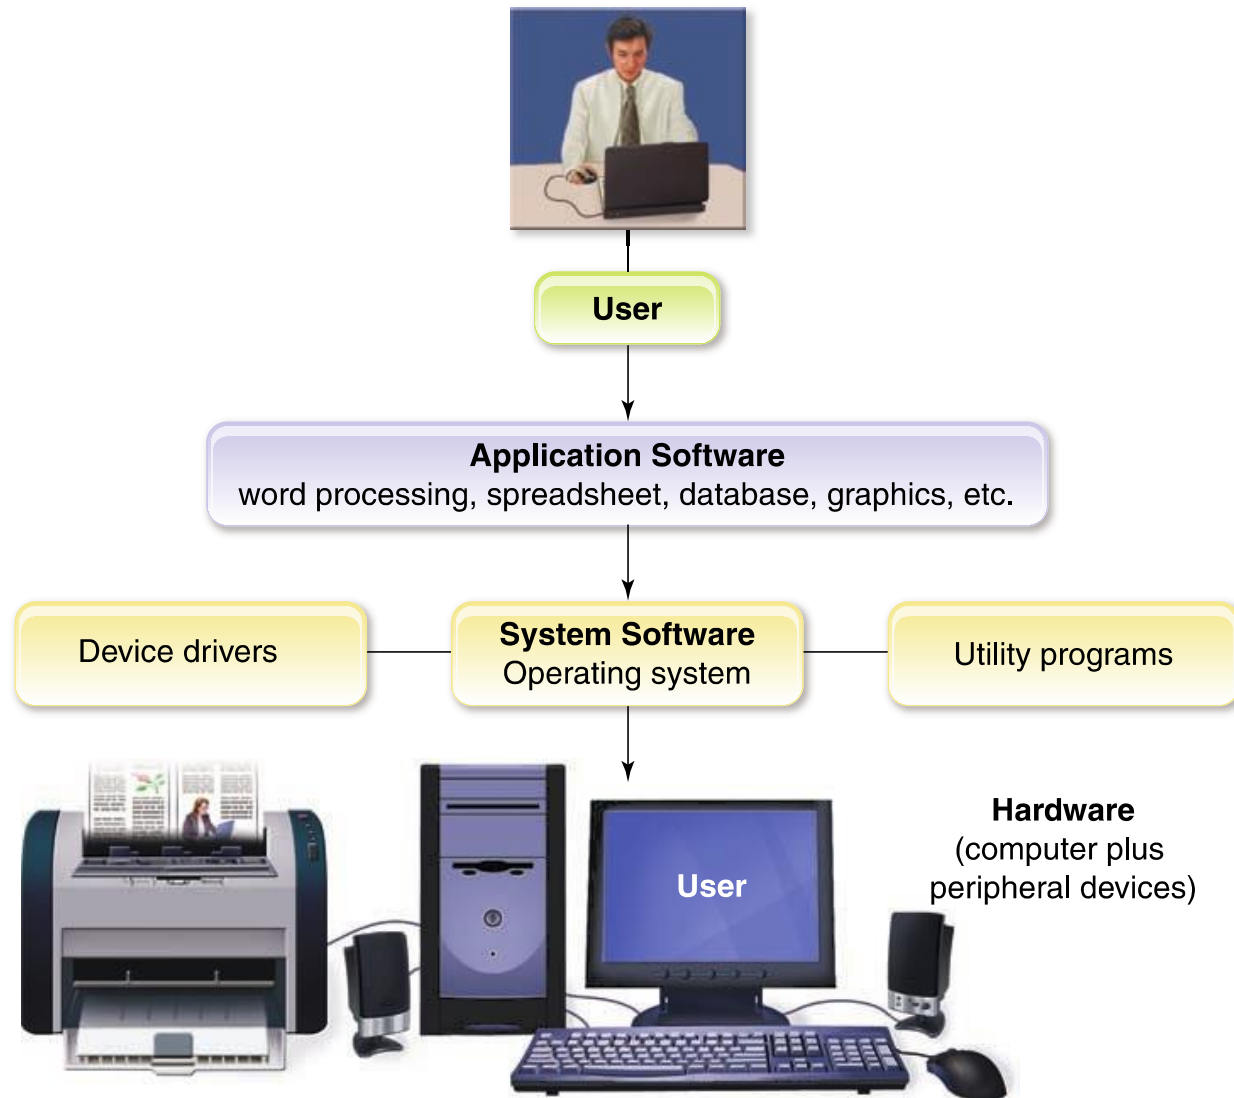 User
Application Software
word processing, spreadsheet, database, graphics, etc.
Device drivers
System Software
Operating system
Utility programs
Hardware
(computer plus
peripheral devices)
User